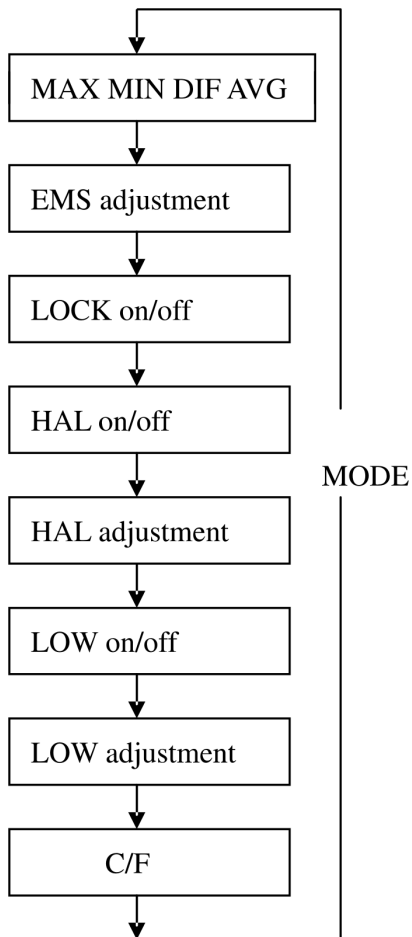 MAX MIN DIF AVG
EMS adjustment
LOCK on/off
HAL on/off
MODE
HAL adjustment
LOW on/off
LOW adjustment
C/F